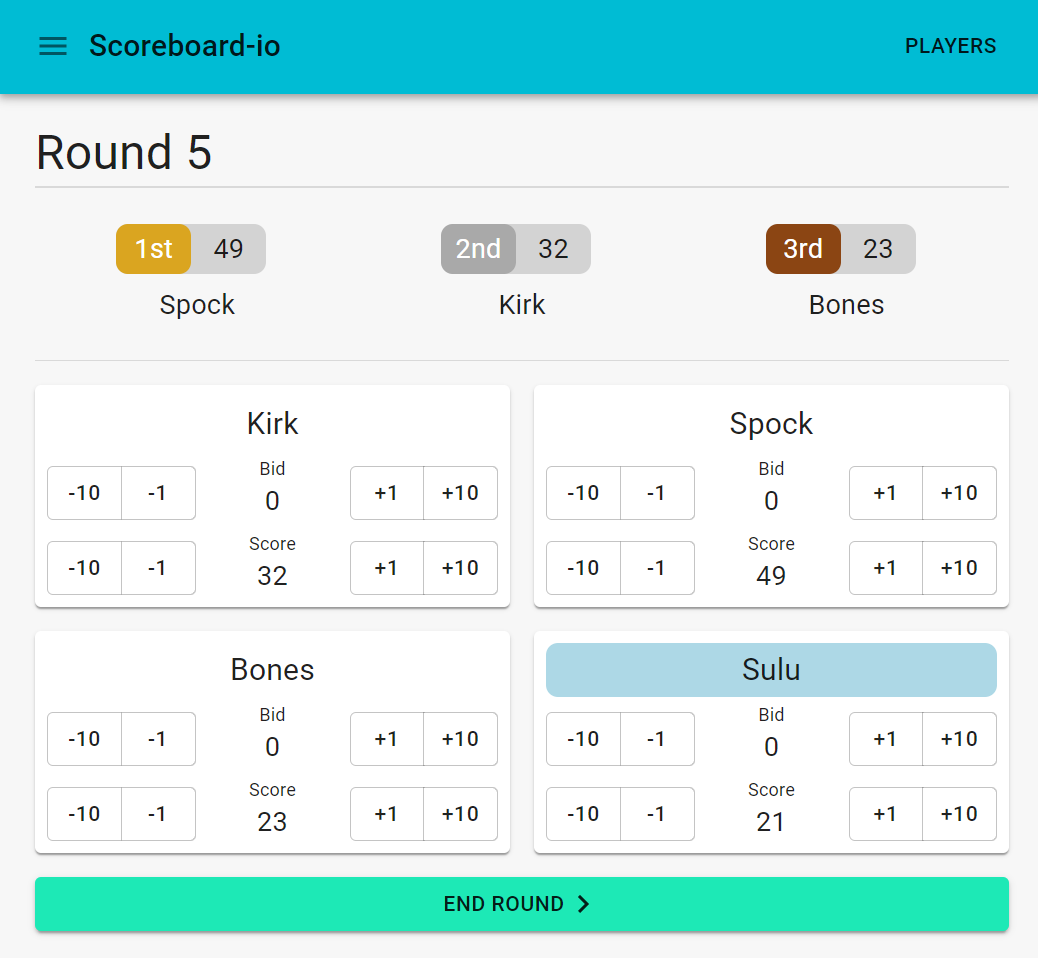 Scoreboard-io PLAYERS
Round 5
1st 49 2nd 32 3rd 23
Spock Kirk Bones
Kirk
Bid
-10 -1 0 +1 +10
Score
-10 -1 32 +1 +10
Spock
Bid
-10 -1 0 +1 +10
Score
-10 -1 49 +1 +10
Bones
Bid
-10 -1 0 +1 +10
Score
-10 -1 23 +1 +10
Sulu
Bid
-10 -1 0 +1 +10
Score
-10 -1 21 +1 +10
END ROUND